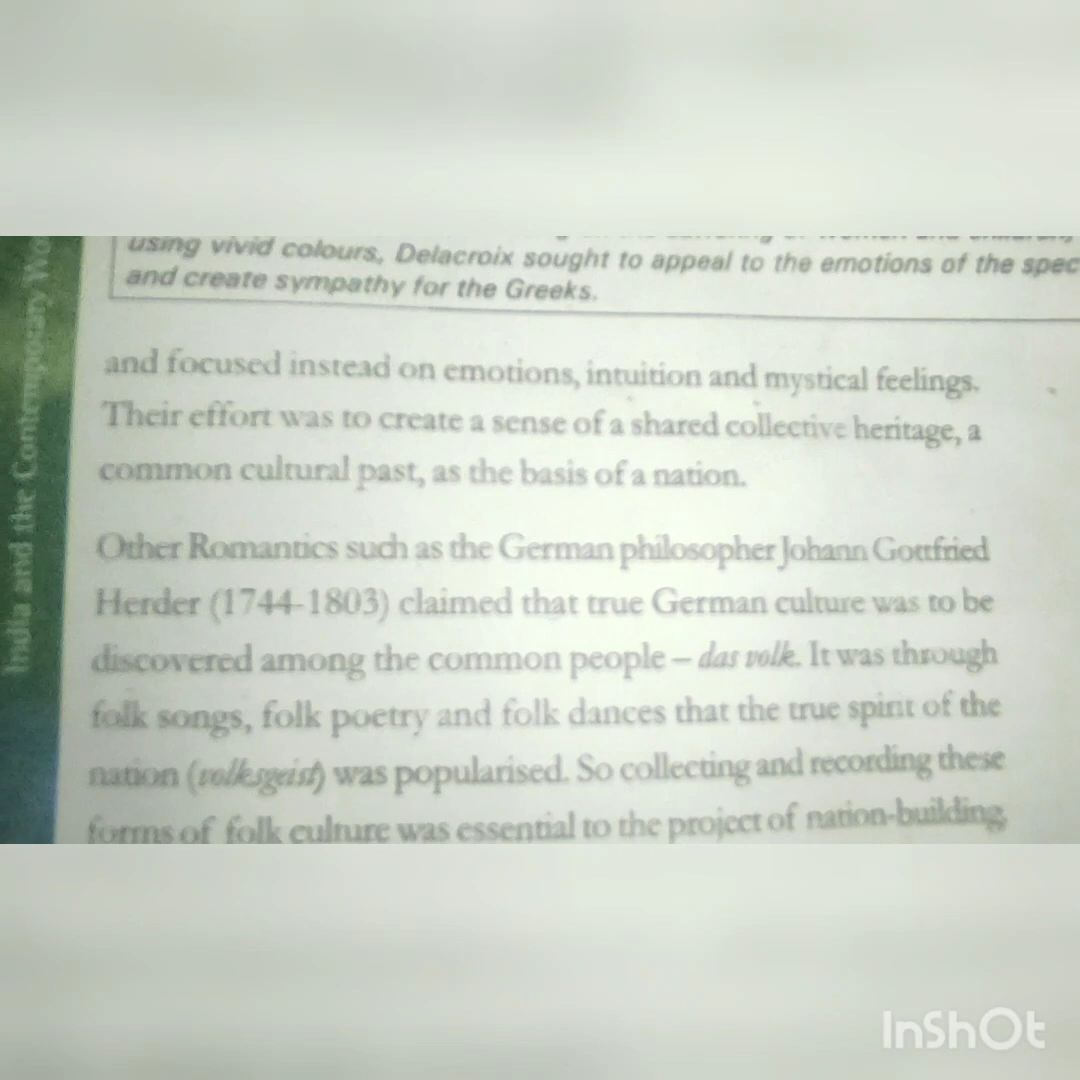 India and the Contemporary Wo
using vivid colours, Delacroix sought to appeal to the emotions of the spec
and create sympathy for the Greeks.
and focused instead on emotions, intuition and mystical feelings.
Their effort was to create a sense of a shared collective heritage, a
common cultural past, as the basis of a nation.
Other Romantics such as the German philosopher Johann Gottfried
Herder (1744-1803) claimed that true German culture was to be
discovered among the common people – das volk. It was through
folk songs, folk poetry and folk dances that the true spirit of the
nation (volksgeist) was popularised. So collecting and recording these
forms of folk culture was essential to the project of nation-building.
InShOt